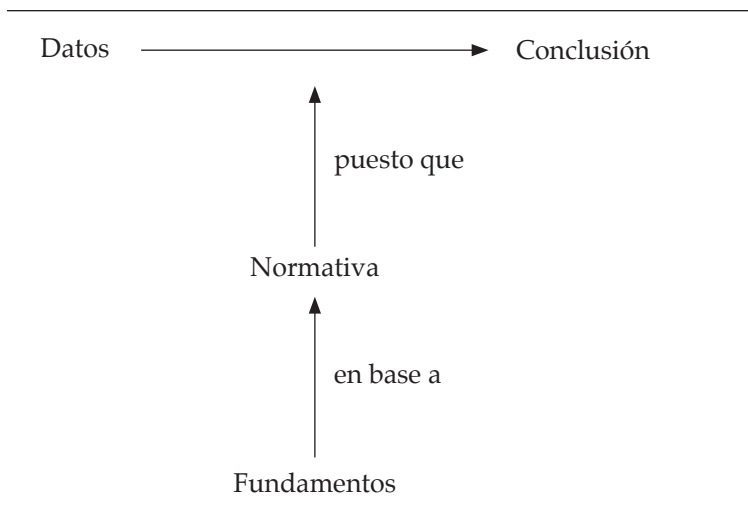 Datos Conclusión
puesto que
Normativa
en base a
Fundamentos